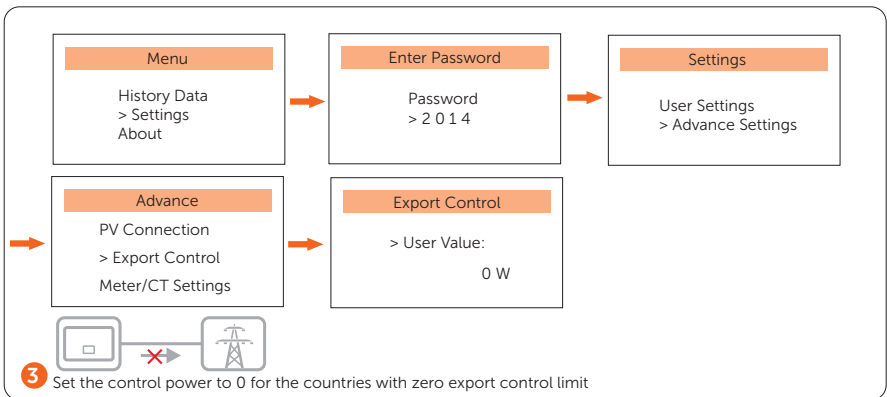 Menu
History Data
> Settings
About
Enter Password
Password
> 2 0 1 4
Settings
User Settings
> Advance Settings
Advance
PV Connection
> Export Control
Meter/CT Settings
Export Control
> User Value:
0 W
3 Set the control power to 0 for the countries with zero export control limit